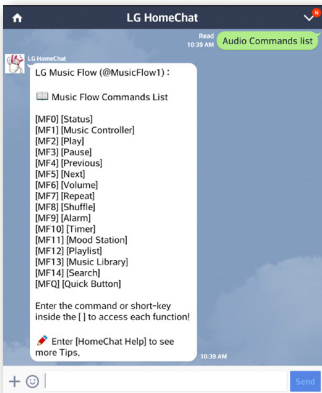 LG HomeChat
N
Read
10:39 AM
Audio Commands list
LG HomeChat
LG Music Flow (@MusicFlow1) :
Music Flow Commands List
[MF0] [Status]
[MF1] [Music Controller]
[MF2] [Play]
[MF3] [Pause]
[MF4] [Previous]
[MF5] [Next]
[MF6] [Volume]
[MF7] [Repeat]
[MF8] [Shuffle]
[MF9] [Alarm]
[MF10] [Timer]
[MF11] [Mood Station]
[MF12] [Playlist]
[MF13] [Music Library]
[MF14] [Search]
[MFQ] [Quick Button]
Enter the command or short-key
inside the [ ] to access each function!
Enter [HomeChat Help] to see
more Tips.
10:39 AM
Send